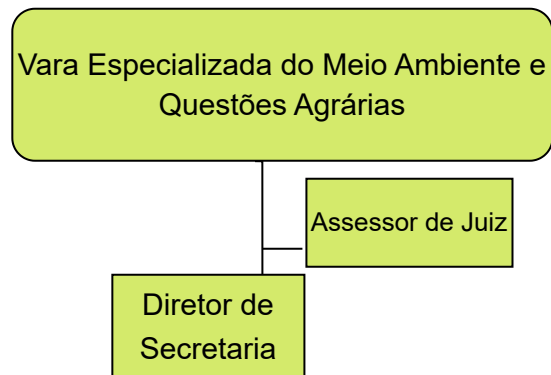 Vara Especializada do Meio Ambiente e
Questões Agrárias
Assessor de Juiz
Diretor de
Secretaria